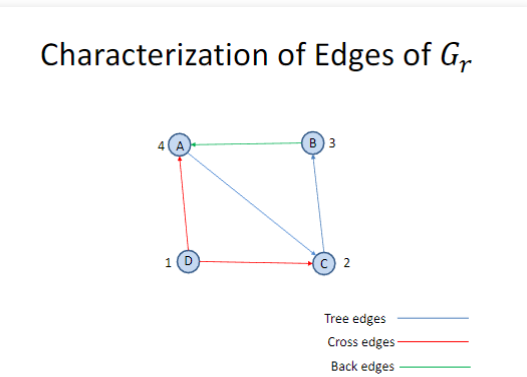 Characterization of Edges of G_r
4 A B 3
1 D C 2
Tree edges
Cross edges
Back edges